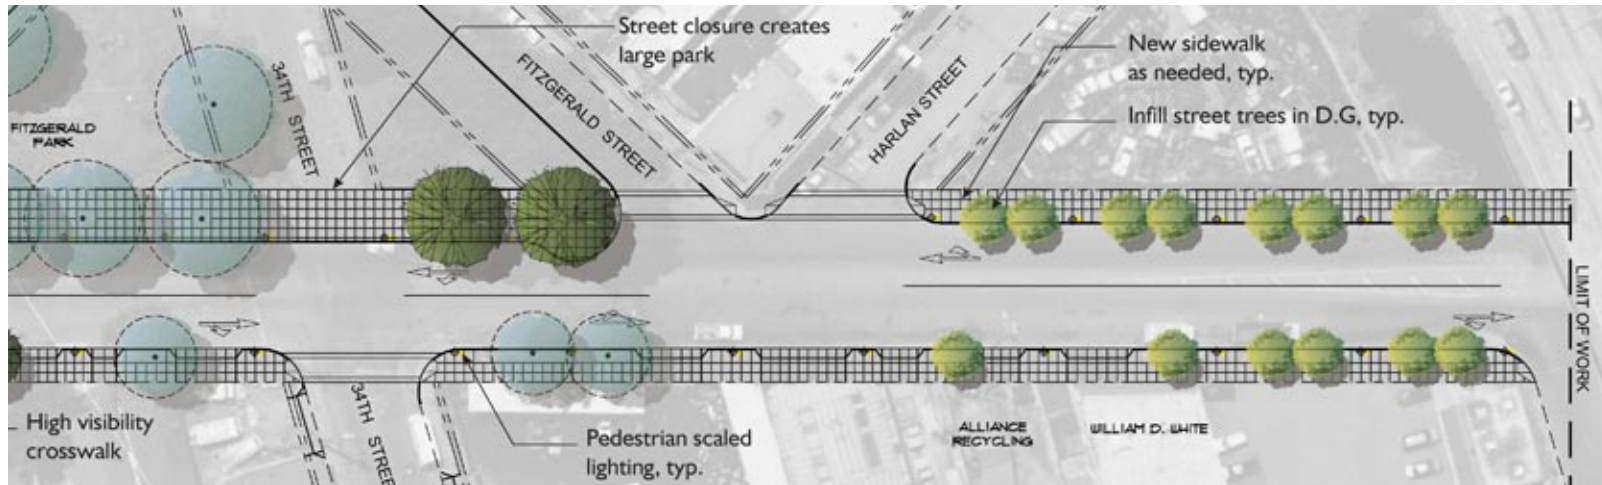 Street closure creates
large park
FITZGERALD STREET
HARLAN STREET
New sidewalk
as needed, typ.
Infill street trees in D.G, typ.
34TH STREET
FITZGERALD
PARK
LIMIT OF WORK
High visibility
crosswalk
34TH STREE
Pedestrian scaled
lighting, typ.
ALLIANCE
RECYCLING
WILLIAM D. WHITE